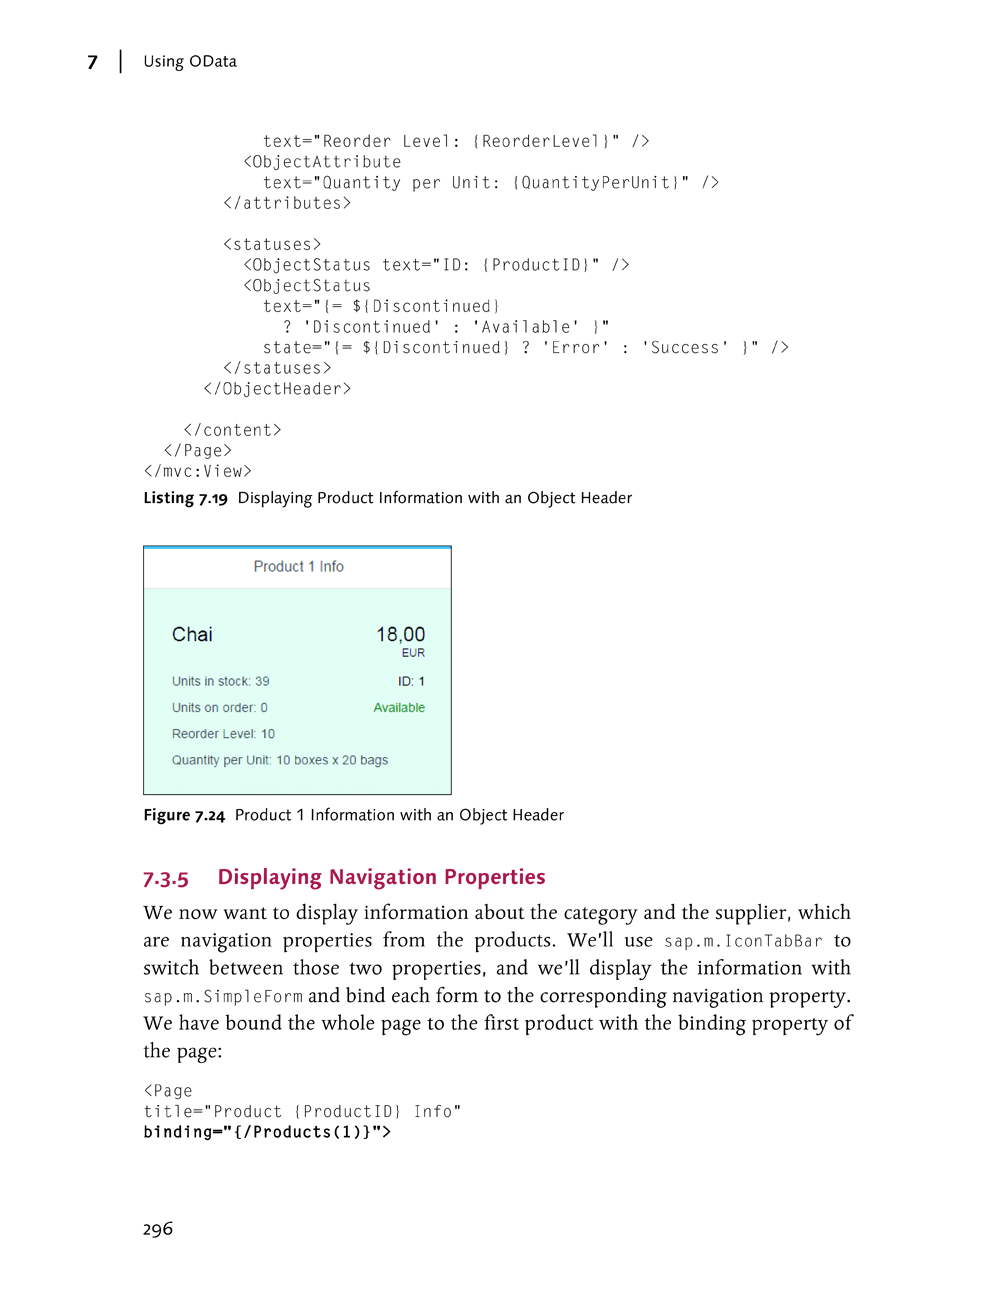 7 | Using OData
text="Reorder Level: {ReorderLevel}" />
<ObjectAttribute
text="Quantity per Unit: {QuantityPerUnit}" />
</attributes>
<statuses>
<ObjectStatus text="ID: {ProductID}" />
<ObjectStatus
text="{= ${Discontinued}
? 'Discontinued' : 'Available' }"
state="{= ${Discontinued} ? 'Error' : 'Success' }" />
</statuses>
</ObjectHeader>
</content>
</Page>
</mvc:View>
Listing 7.19 Displaying Product Information with an Object Header
Product 1 Info
Chai 18,00
EUR
Units in stock: 39 ID: 1
Units on order: 0 Available
Reorder Level: 10
Quantity per Unit: 10 boxes x 20 bags
Figure 7.24 Product 1 Information with an Object Header
7.3.5 Displaying Navigation Properties
We now want to display information about the category and the supplier, which
are navigation properties from the products. We'll use sap.m.IconTabBar to
switch between those two properties, and we'll display the information with
sap.m.SimpleForm and bind each form to the corresponding navigation property.
We have bound the whole page to the first product with the binding property of
the page:
<Page
title="Product {ProductID} Info"
binding="{/Products(1)}">
296